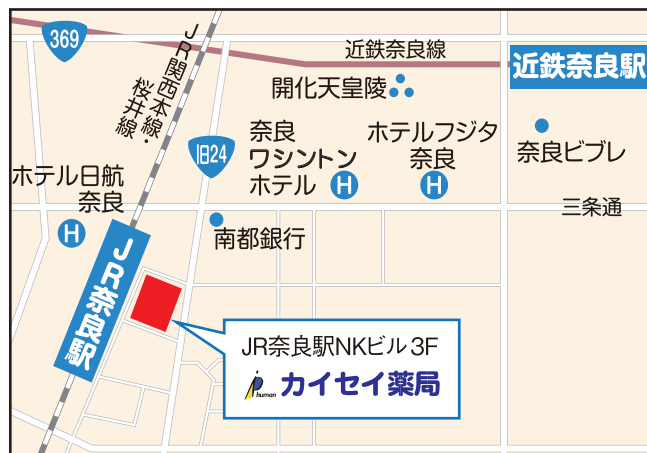 369
JR関西本線・
桜井線
近鉄奈良線
近鉄奈良駅
開化天皇陵
旧24
奈良
ワシントン
ホテル
H
ホテルフジタ
奈良
H
奈良ビブレ
ホテル日航
奈良
H
三条通
南都銀行
JR奈良駅
JR奈良駅NKビル3F
human
カイセイ薬局